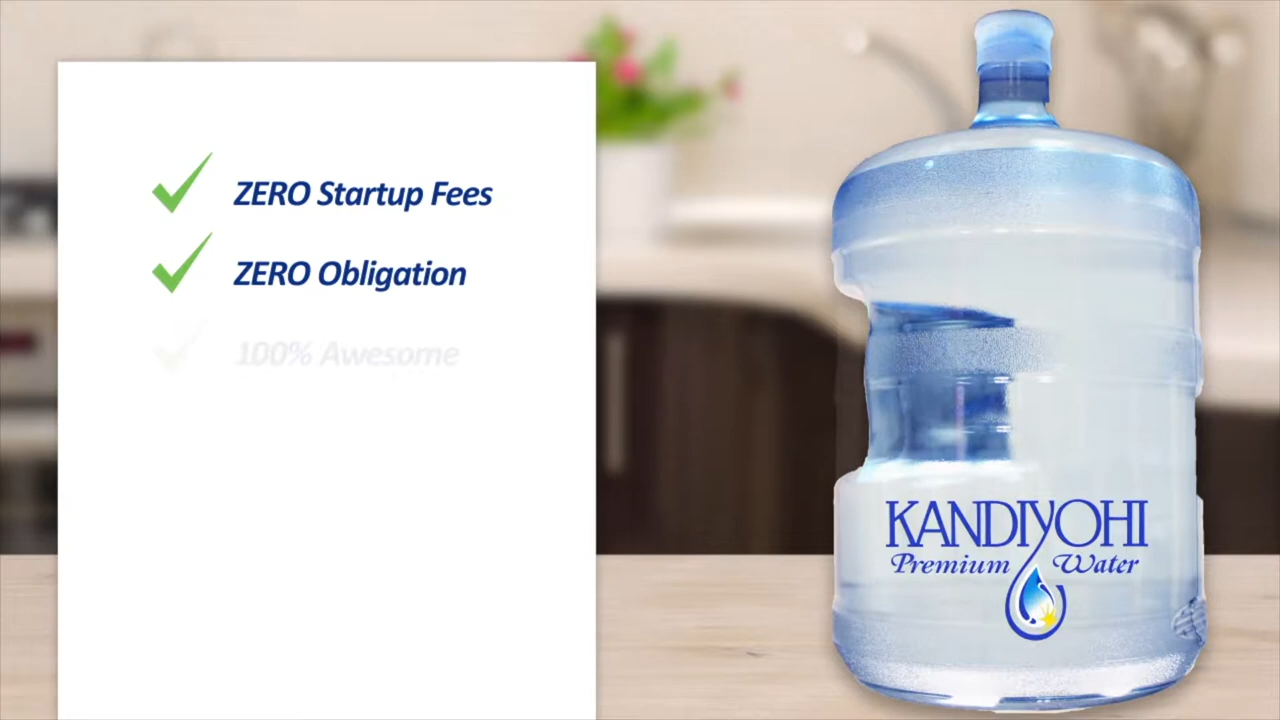 ZERO Startup Fees
ZERO Obligation
100% Awesome
KANDIYOHI
Premium Water